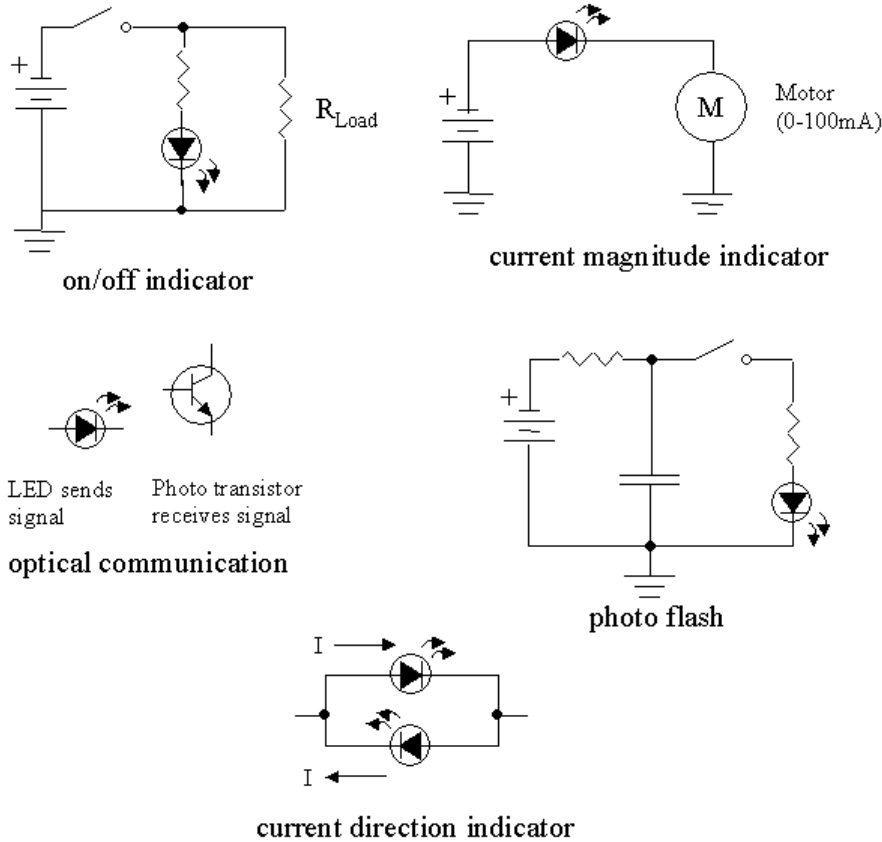 +
R Load
on/off indicator
+
M
Motor
(0-100mA)
current magnitude indicator
LED sends
signal
Photo transistor
receives signal
optical communication
+
photo flash
I
I
current direction indicator